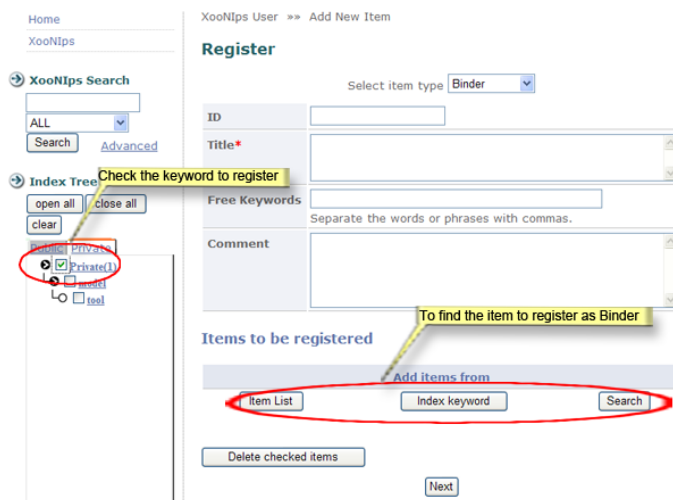 Home
XooNIps
XooNIps Search
ALL
Search
Advanced
Index Tree
Check the keyword to register
open all
close all
clear
Public
Private
Private(1)
model
tool
XooNIps User »» Add New Item
Register
Select item type Binder
ID
Title*
Free Keywords
Separate the words or phrases with commas.
Comment
To find the item to register as Binder
Items to be registered
Add items from
Item List
Index keyword
Search
Delete checked items
Next